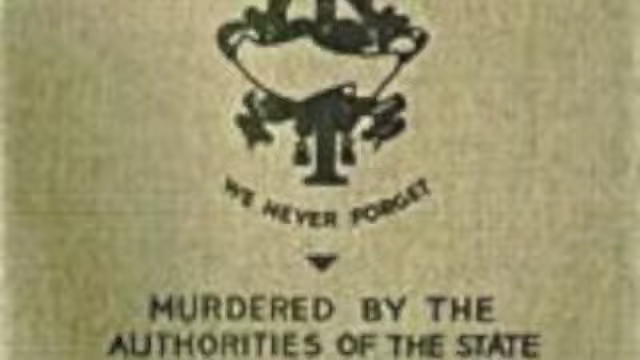 WE NEVER FORGET
MURDERED BY THE
AUTHORITIES OF THE STATE